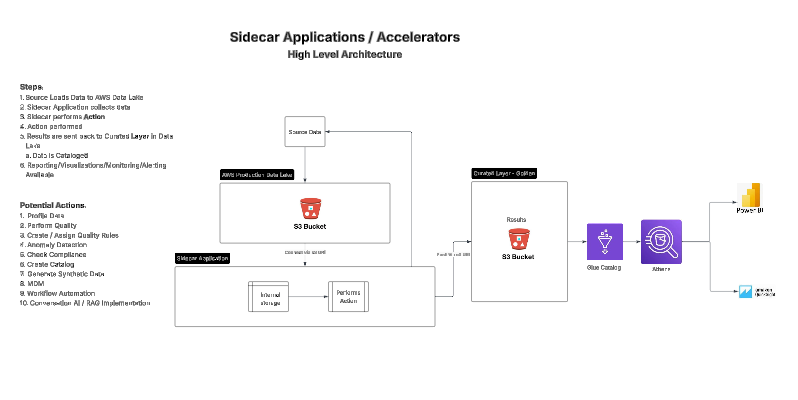 Sidecar Applications / Accelerators
High Level Architecture
Steps:
1. Source Loads Data to AWS Data Lake
2. Sidecar Application collects data
3. Sidecar performs Action
4. Action performed
5. Results are sent back to Curated Layer in Data
Lake
a. Data is Cataloged
6. Reporting/Visualizations/Monitoring/Alerting
Available
Potential Actions:
1. Profile Data
2. Perform Quality
3. Create / Assign Quality Rules
4. Anomaly Detection
5. Check Compliance
6. Create Catalog
7. Generate Synthetic Data
8. MDM
9. Workflow Automation
10. Conversation AI / RAG Implementation
Source Data
AWS Production Data Lake
S3 Bucket
Sidecar Application
Internal
storage
Performs
Action
Curated Layer - Golden
Results
S3 Bucket
Glue Catalog
Athena
Power BI
amazon
QuickSight